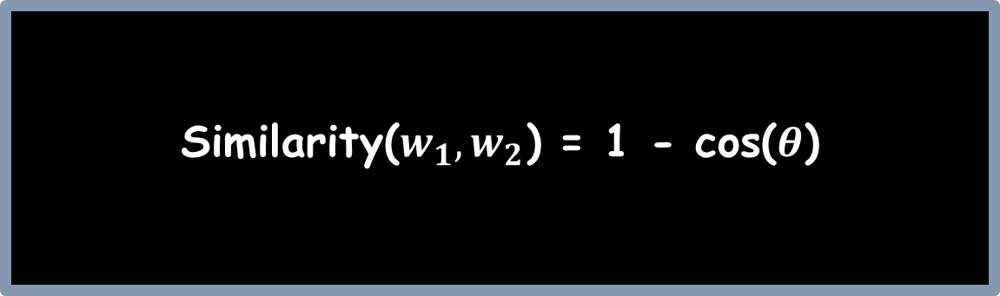 Similarity(w₁, w₂) = 1 - cos(θ)